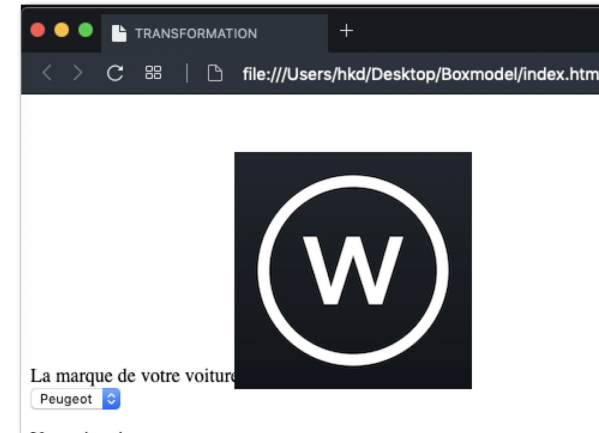 TRANSFORMATION
file:///Users/hkd/Desktop/Boxmodel/index.htm
W
La marque de votre voiture
Peugeot